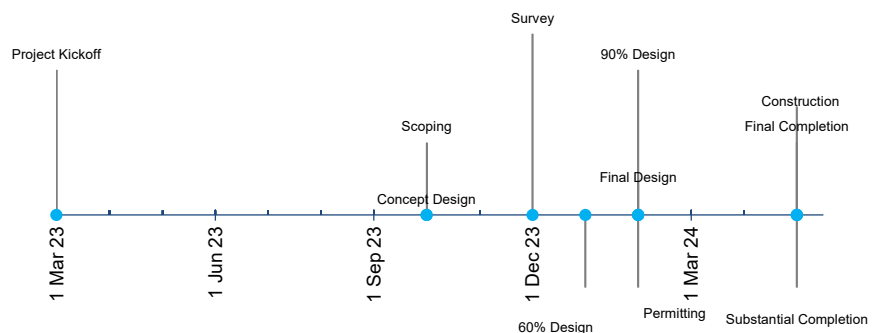 Survey
Project Kickoff
90% Design
Construction
Scoping
Final Completion
Final Design
Concept Design
1 Mar 23
1 Jun 23
1 Sep 23
1 Dec 23
1 Mar 24
Permitting
Substantial Completion
60% Design